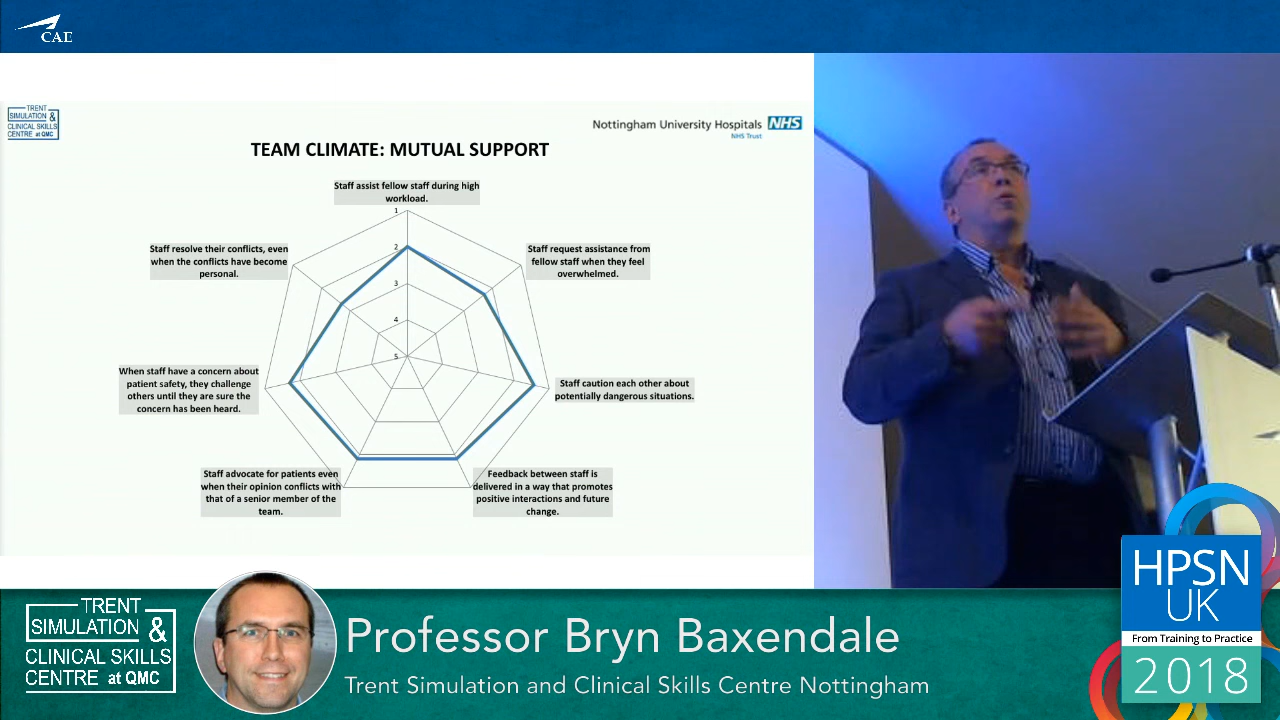 CAE
TRENT
SIMULATION &
CLINICAL SKILLS
CENTRE at QMC
Nottingham University Hospitals NHS
NHS Trust
TEAM CLIMATE: MUTUAL SUPPORT
Staff assist fellow staff during high
workload.
1
2
3
4
5
Staff resolve their conflicts, even
when the conflicts have become
personal.
Staff request assistance from
fellow staff when they feel
overwhelmed.
When staff have a concern about
patient safety, they challenge
others until they are sure the
concern has been heard.
Staff caution each other about
potentially dangerous situations.
Staff advocate for patients even
when their opinion conflicts with
that of a senior member of the
team.
Feedback between staff is
delivered in a way that promotes
positive interactions and future
change.
TRENT
SIMULATION &
CLINICAL SKILLS
CENTRE at QMC
Professor Bryn Baxendale
Trent Simulation and Clinical Skills Centre Nottingham
HPSN
UK
From Training to Practice
2018